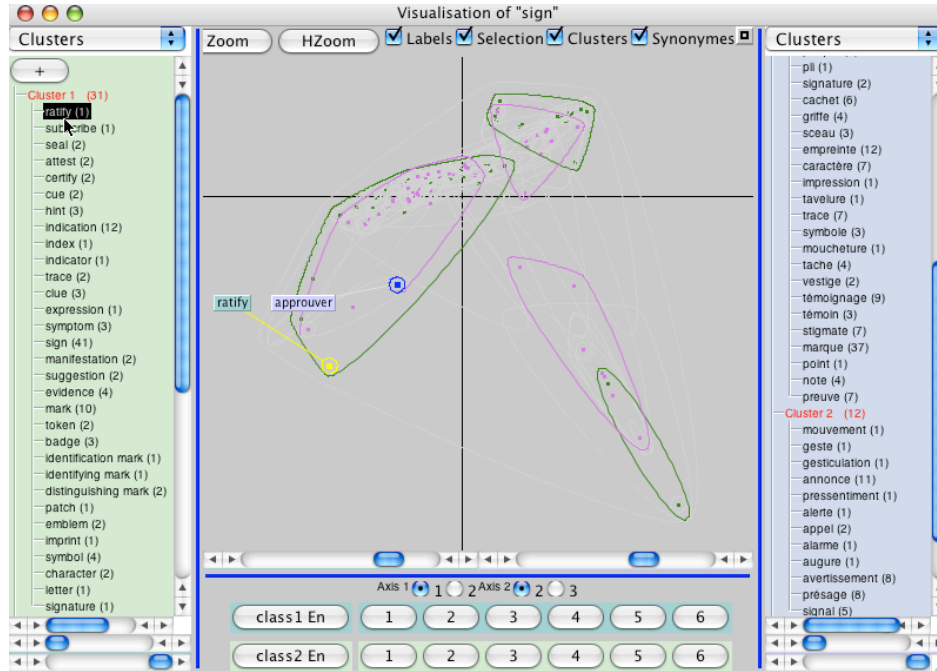 Visualisation of "sign"
Clusters
+
Cluster 1 (31)
ratify (1)
subscribe (1)
seal (2)
attest (2)
certify (2)
cue (2)
hint (3)
indication (12)
index (1)
indicator (1)
trace (2)
clue (3)
expression (1)
symptom (3)
sign (41)
manifestation (2)
suggestion (2)
evidence (4)
mark (10)
token (2)
badge (3)
identification mark (1)
identifying mark (1)
distinguishing mark (2)
patch (1)
emblem (2)
imprint (1)
symbol (4)
character (2)
letter (1)
signature (1)
Zoom HZoom Labels Selection Clusters Synonymes
ratify approuver
Axis 1 1 2 Axis 2 2 3
class1 En 1 2 3 4 5 6
class2 En 1 2 3 4 5 6
Clusters
pli (1)
signature (2)
cachet (6)
griffe (4)
sceau (3)
empreinte (12)
caractère (7)
impression (1)
tavelure (1)
trace (7)
symbole (3)
moucheture (1)
tache (4)
vestige (2)
témoignage (9)
témoin (3)
stigmate (7)
marque (37)
point (1)
note (4)
preuve (7)
Cluster 2 (12)
mouvement (1)
geste (1)
gesticulation (1)
annonce (11)
pressentiment (1)
alerte (1)
appel (2)
alarme (1)
augure (1)
avertissement (8)
présage (8)
signal (5)